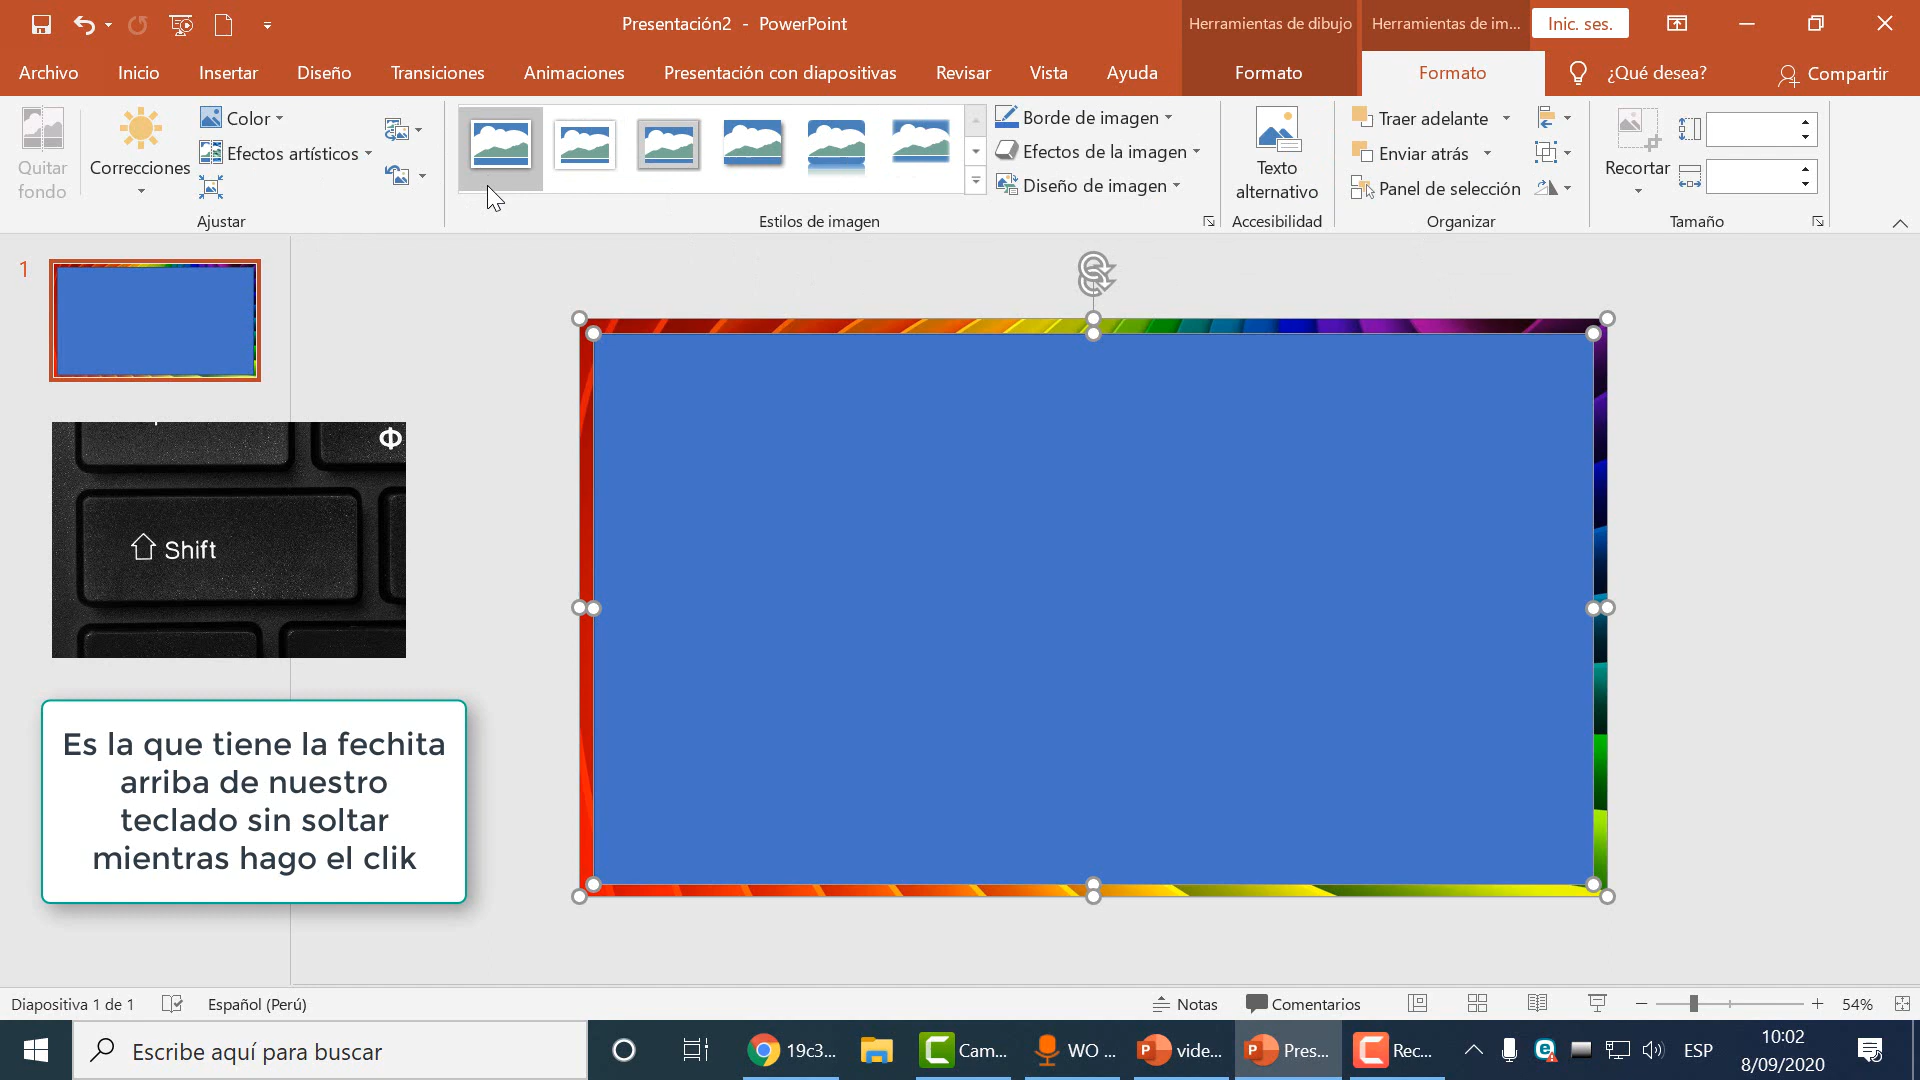 Presentación2 - PowerPoint
Herramientas de dibujo
Herramientas de im...
Inic. ses.
Archivo
Inicio
Insertar
Diseño
Transiciones
Animaciones
Presentación con diapositivas
Revisar
Vista
Ayuda
Formato
Formato
¿Qué desea?
Compartir
Quitar
fondo
Correcciones
Color
Efectos artísticos
Ajustar
Borde de imagen
Efectos de la imagen
Diseño de imagen
Estilos de imagen
Texto
alternativo
Accesibilidad
Traer adelante
Enviar atrás
Panel de selección
Organizar
Recortar
Tamaño
1
Ф
Shift
Es la que tiene la fechita
arriba de nuestro
teclado sin soltar
mientras hago el clik
Diapositiva 1 de 1
Español (Perú)
Notas
Comentarios
54%
Escribe aquí para buscar
19c3...
Cam...
WO ...
vide...
Pres...
Rec...
ESP
10:02
8/09/2020